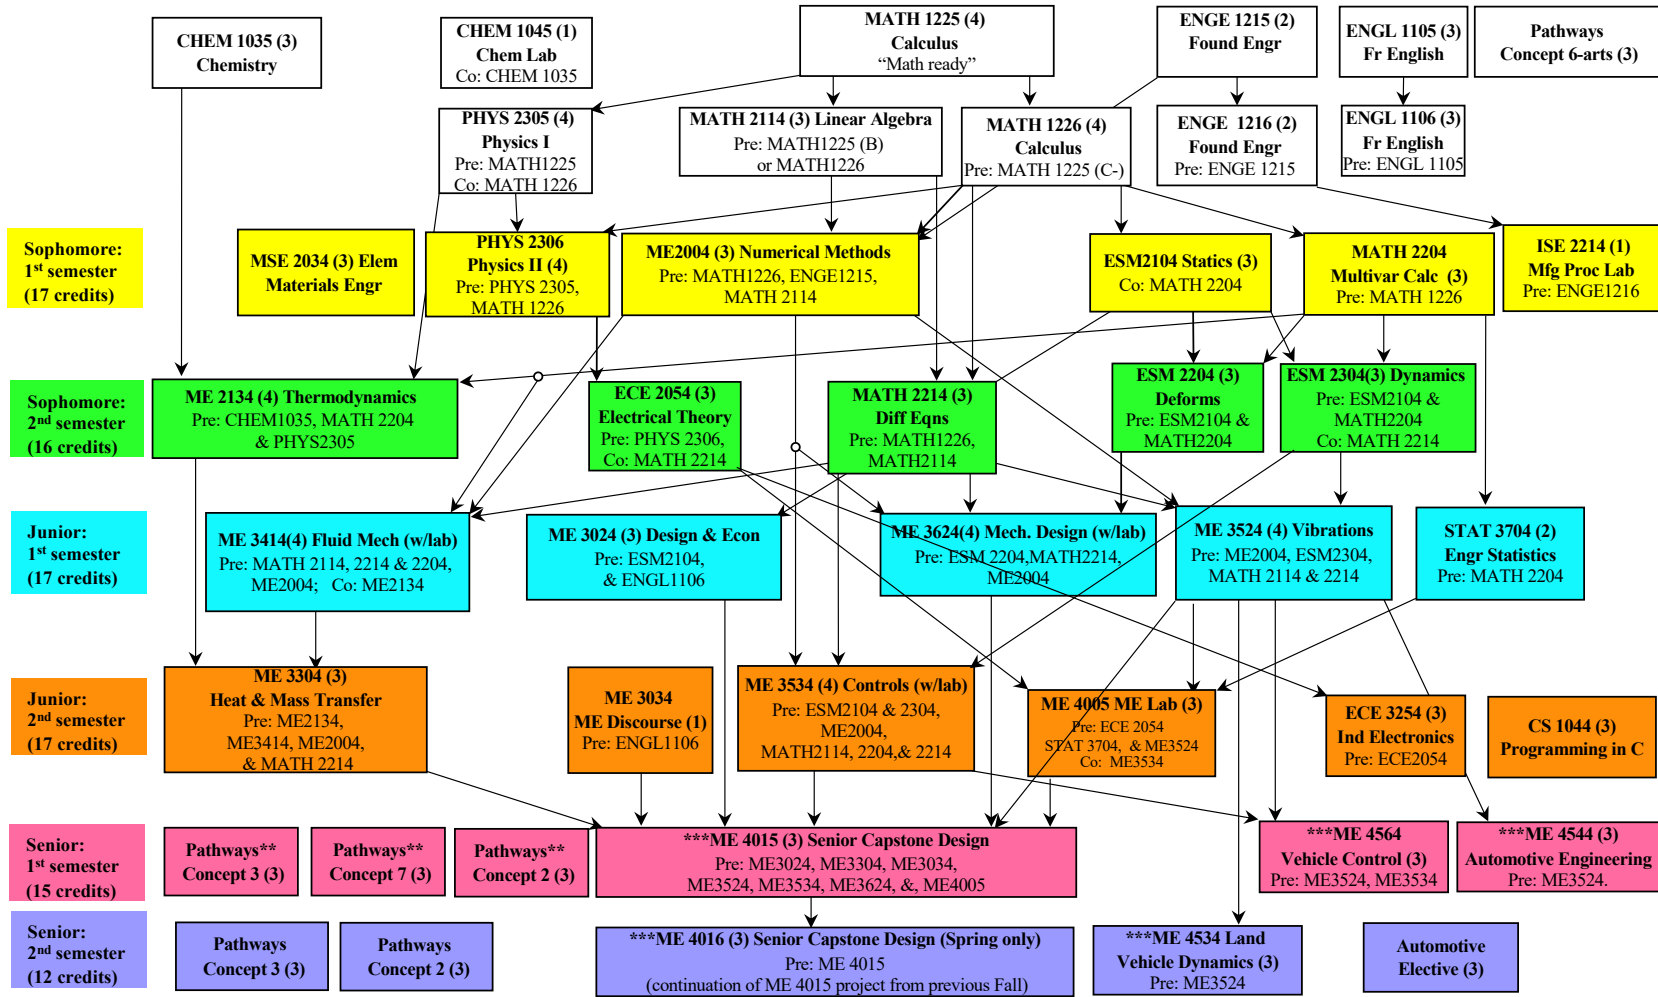 CHEM 1035 (3)
Chemistry
CHEM 1045 (1)
Chem Lab
Co: CHEM 1035
MATH 1225 (4)
Calculus
“Math ready”
ENGE 1215 (2)
Found Engr
ENGL 1105 (3)
Fr English
Pathways
Concept 6-arts (3)
PHYS 2305 (4)
Physics I
Pre: MATH1225
Co: MATH 1226
MATH 2114 (3) Linear Algebra
Pre: MATH1225 (B)
or MATH1226
MATH 1226 (4)
Calculus
Pre: MATH 1225 (C-)
ENGE 1216 (2)
Found Engr
Pre: ENGE 1215
ENGL 1106 (3)
Fr English
Pre: ENGL 1105
Sophomore:
1st semester
(17 credits)
MSE 2034 (3) Elem
Materials Engr
PHYS 2306
Physics II (4)
Pre: PHYS 2305,
MATH 1226
ME2004 (3) Numerical Methods
Pre: MATH1226, ENGE1215,
MATH 2114
ESM2104 Statics (3)
Co: MATH 2204
MATH 2204
Multivar Calc (3)
Pre: MATH 1226
ISE 2214 (1)
Mfg Proc Lab
Pre: ENGE1216
Sophomore:
2nd semester
(16 credits)
ME 2134 (4) Thermodynamics
Pre: CHEM1035, MATH 2204
& PHYS2305
ECE 2054 (3)
Electrical Theory
Pre: PHYS 2306,
Co: MATH 2214
MATH 2214 (3)
Diff Eqns
Pre: MATH1226,
MATH2114
ESM 2204 (3)
Deforms
Pre: ESM2104 &
MATH2204
ESM 2304(3) Dynamics
Pre: ESM2104 &
MATH2204
Co: MATH 2214
Junior:
1st semester
(17 credits)
ME 3414(4) Fluid Mech (w/lab)
Pre: MATH 2114, 2214 & 2204,
ME2004; Co: ME2134
ME 3024 (3) Design & Econ
Pre: ESM2104,
& ENGL1106
ME 3624(4) Mech. Design (w/lab)
Pre: ESM 2204,MATH2214,
ME2004
ME 3524 (4) Vibrations
Pre: ME2004, ESM2304,
MATH 2114 & 2214
STAT 3704 (2)
Engr Statistics
Pre: MATH 2204
Junior:
2nd semester
(17 credits)
ME 3304 (3)
Heat & Mass Transfer
Pre: ME2134,
ME3414, ME2004,
& MATH 2214
ME 3034
ME Discourse (1)
Pre: ENGL1106
ME 3534 (4) Controls (w/lab)
Pre: ESM2104 & 2304,
ME2004,
MATH2114, 2204,& 2214
ME 4005 ME Lab (3)
Pre: ECE 2054
STAT 3704, & ME3524
Co: ME3534
ECE 3254 (3)
Ind Electronics
Pre: ECE2054
CS 1044 (3)
Programming in C
Senior:
1st semester
(15 credits)
Pathways**
Concept 3 (3)
Pathways**
Concept 7 (3)
Pathways**
Concept 2 (3)
***ME 4015 (3) Senior Capstone Design
Pre: ME3024, ME3304, ME3034,
ME3524, ME3534, ME3624, &, ME4005
***ME 4564
Vehicle Control (3)
Pre: ME3524, ME3534
***ME 4544 (3)
Automotive Engineering
Pre: ME3524.
Senior:
2nd semester
(12 credits)
Pathways
Concept 3 (3)
Pathways
Concept 2 (3)
***ME 4016 (3) Senior Capstone Design (Spring only)
Pre: ME 4015
(continuation of ME 4015 project from previous Fall)
***ME 4534 Land
Vehicle Dynamics (3)
Pre: ME3524
Automotive
Elective (3)